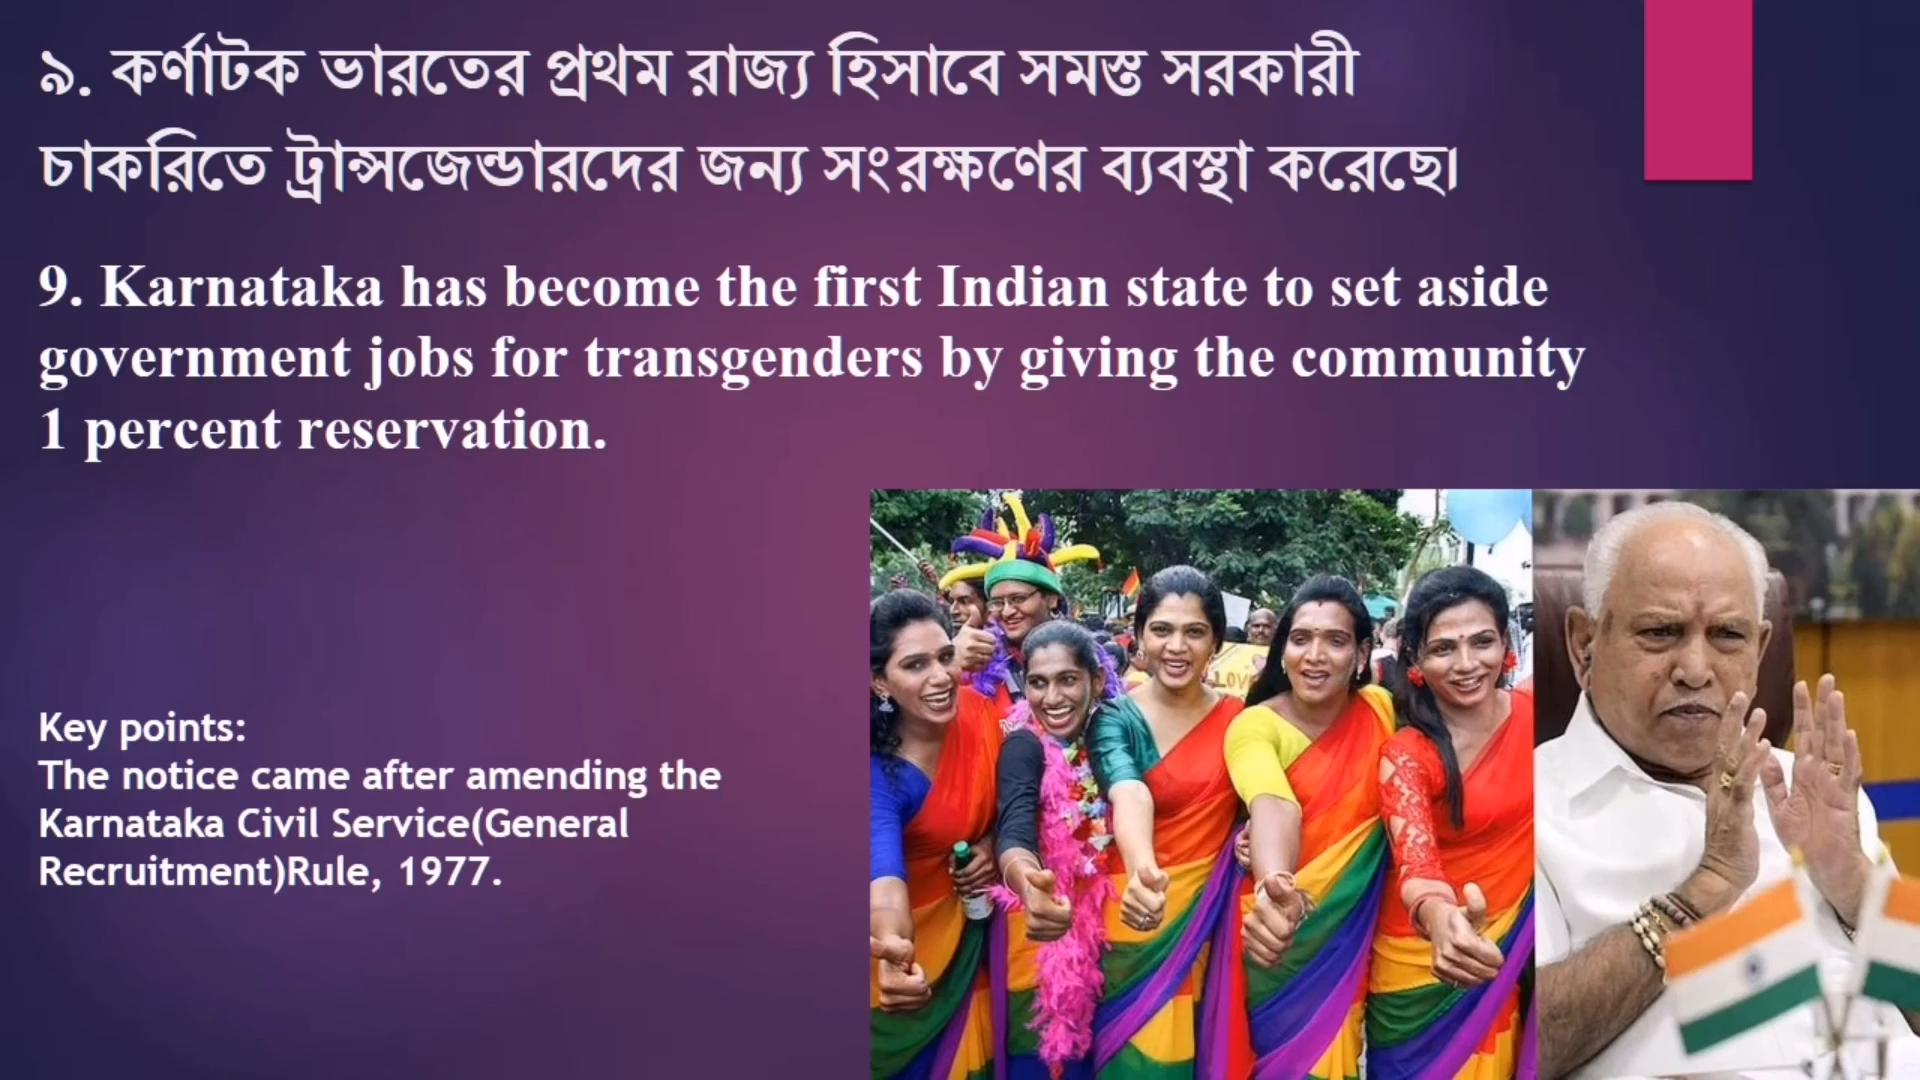 ৯. কর্ণাটক ভারতের প্রথম রাজ্য হিসাবে সমস্ত সরকারী
চাকরিতে ট্রান্সজেন্ডারদের জন্য সংরক্ষণের ব্যবস্থা করেছে।
9. Karnataka has become the first Indian state to set aside
government jobs for transgenders by giving the community
1 percent reservation.
LOVE
Key points:
The notice came after amending the
Karnataka Civil Service(General
Recruitment)Rule, 1977.